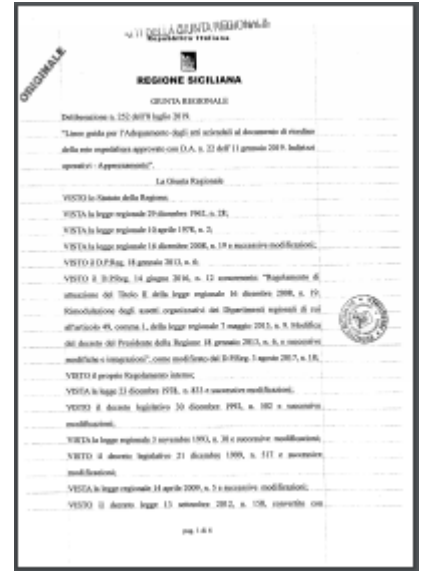 ATTI DELLA GIUNTA REGIONALE
Repubblica Italiana
ORIGINALE
REGIONE SICILIANA
GIUNTA REGIONALE
Deliberazione n. 252 dell'8 luglio 2019.
"Linee guida per l'Adeguamento degli atti aziendali al documento di riordino
della rete ospedaliera approvato con D.A. n. 22 dell'11 gennaio 2019. Indirizzi
operativi - Apprezzamento".
La Giunta Regionale
VISTO lo Statuto della Regione;
VISTA la legge regionale 29 dicembre 1962, n. 28;
VISTA la legge regionale 10 aprile 1978, n. 2;
VISTA la legge regionale 16 dicembre 2008, n. 19 e successive modificazioni;
VISTO il D.P.Reg. 18 gennaio 2013, n. 6;
VISTO il D.P.Reg. 14 giugno 2016, n. 12 concernente: "Regolamento di
attuazione del Titolo II della legge regionale 16 dicembre 2008, n. 19.
Rimodulazione degli assetti organizzativi dei Dipartimenti regionali di cui
all'articolo 49, comma 1, della legge regionale 7 maggio 2015, n. 9. Modifica
del decreto del Presidente della Regione 18 gennaio 2013, n. 6, e successive
modifiche e integrazioni", come modificato dal D.P.Reg. 3 agosto 2017, n. 18;
VISTO il proprio Regolamento interno;
VISTA la legge 23 dicembre 1978, n. 833 e successive modificazioni;
VISTO il decreto legislativo 30 dicembre 1992, n. 502 e successive
modificazioni;
VISTA la legge regionale 3 novembre 1993, n. 30 e successive modificazioni;
VISTO il decreto legislativo 21 dicembre 1999, n. 517 e successive
modificazioni;
VISTA la legge regionale 14 aprile 2009, n. 5 e successive modificazioni;
VISTO il decreto legge 13 settembre 2012, n. 158, convertito con
pag. 1 di 6